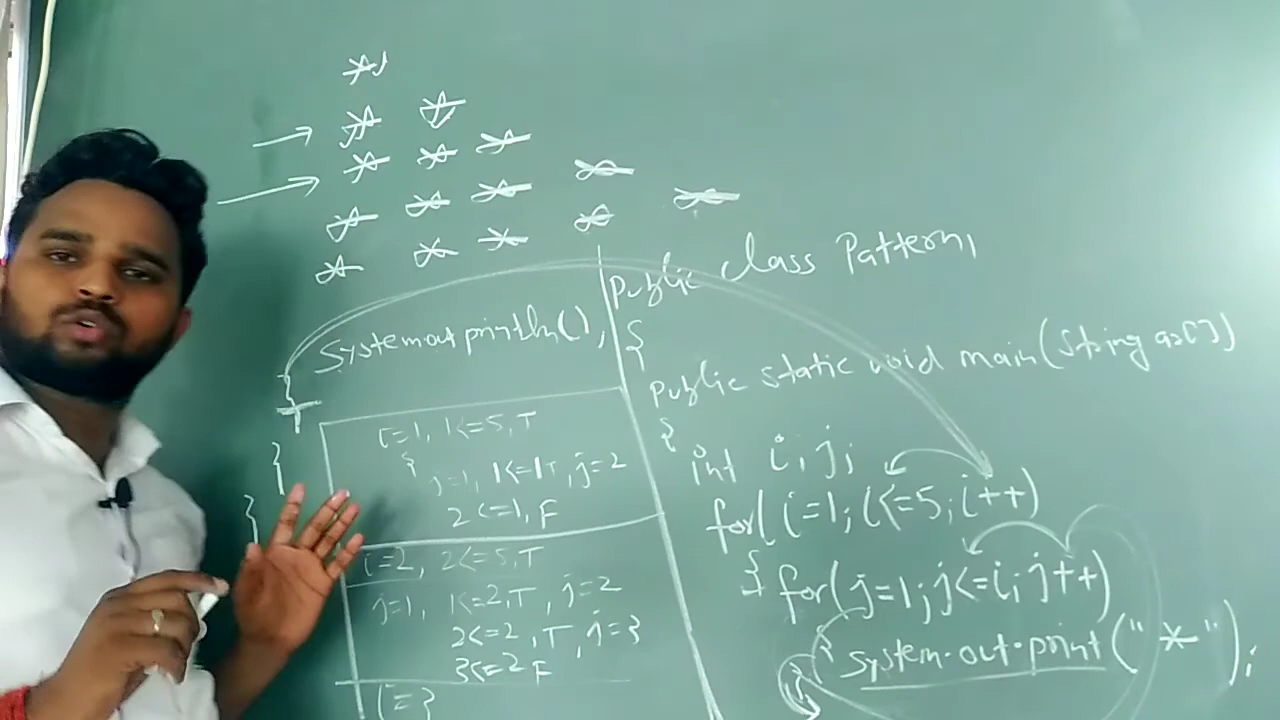 *
* *
* * *
* * * *
* * * * *
System.out.println();
}
}
}
i=1, 1<=5, T
{
j=1, 1<=1T, j=2
2<=1, F
i=2, 2<=5, T
j=1, 1<=2, T, j=2
2<=2, T, j=3
3<=2 F
i=3
public class Pattern1
{
public static void main(String as[])
{
int i, j;
for(i=1; i<=5; i++)
{ for(j=1; j<=i; j++)
{ System.out.print("*");
}